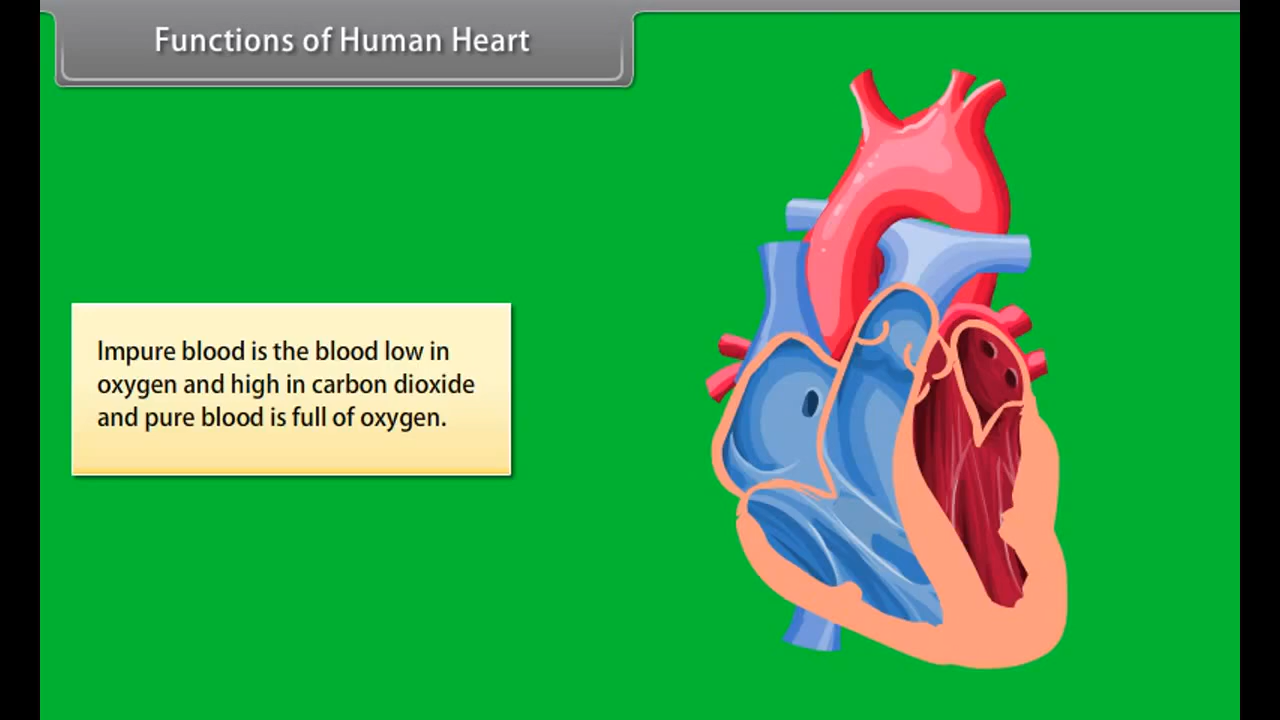 Functions of Human Heart
Impure blood is the blood low in
oxygen and high in carbon dioxide
and pure blood is full of oxygen.